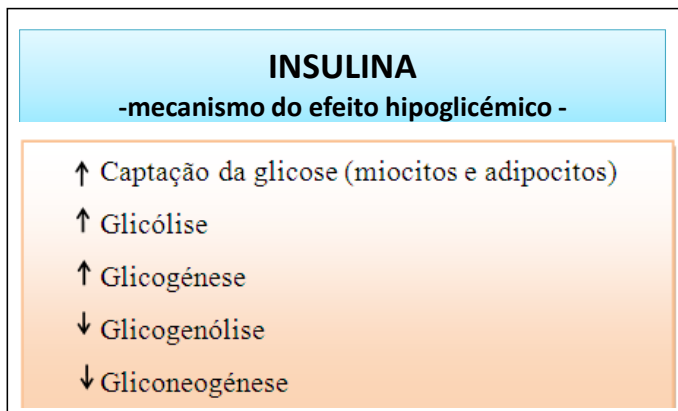 INSULINA
-mecanismo do efeito hipoglicémico -
↑ Captação da glicose (miocitos e adipocitos)
↑ Glicólise
↑ Glicogénese
↓ Glicogenólise
↓ Gliconeogénese